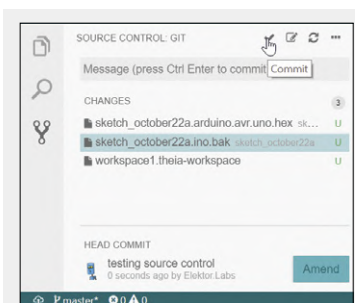 SOURCE CONTROL: GIT
Message (press Ctrl Enter to commit Commit
CHANGES 3
sketch_october22a.arduino.avr.uno.hex sk... U
sketch_october22a.ino.bak sketch_october22a U
workspace1.theia-workspace U
HEAD COMMIT
testing source control
0 seconds ago by Elektor Labs
Amend
master* 0 0